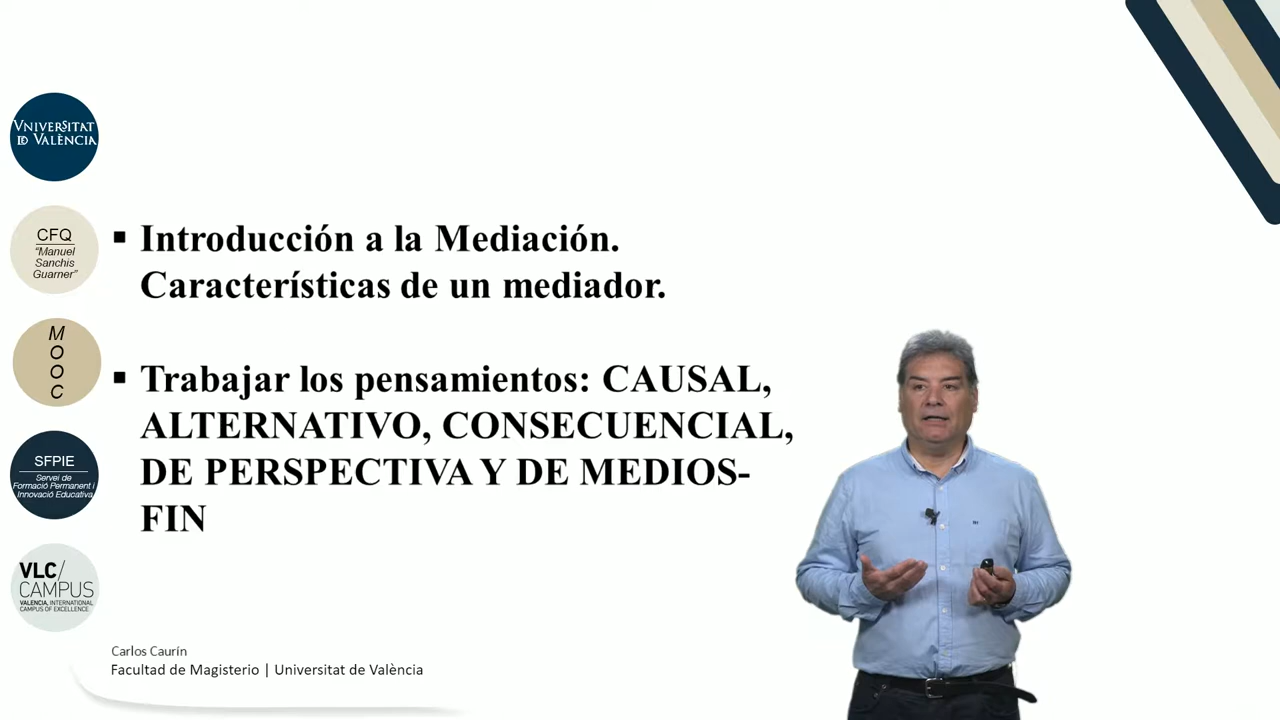 VNIVERSITAT
ID VALÈNCIA
CFQ
“Manuel
Sanchis
Guarner”
M
O
O
C
SFPIE
Servei de
Formació Permanent i
Innovació Educativa
VLC/
CAMPUS
VALENCIA, INTERNATIONAL
CAMPUS OF EXCELLENCE
▪ Introducción a la Mediación.
Características de un mediador.
▪ Trabajar los pensamientos: CAUSAL,
ALTERNATIVO, CONSECUENCIAL,
DE PERSPECTIVA Y DE MEDIOS-
FIN
Carlos Caurín
Facultad de Magisterio | Universitat de València